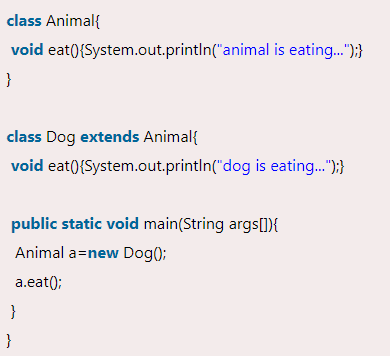 class Animal{
void eat(){System.out.println("animal is eating...");}
}
class Dog extends Animal{
void eat(){System.out.println("dog is eating...");}
public static void main(String args[]){
Animal a=new Dog();
a.eat();
}
}